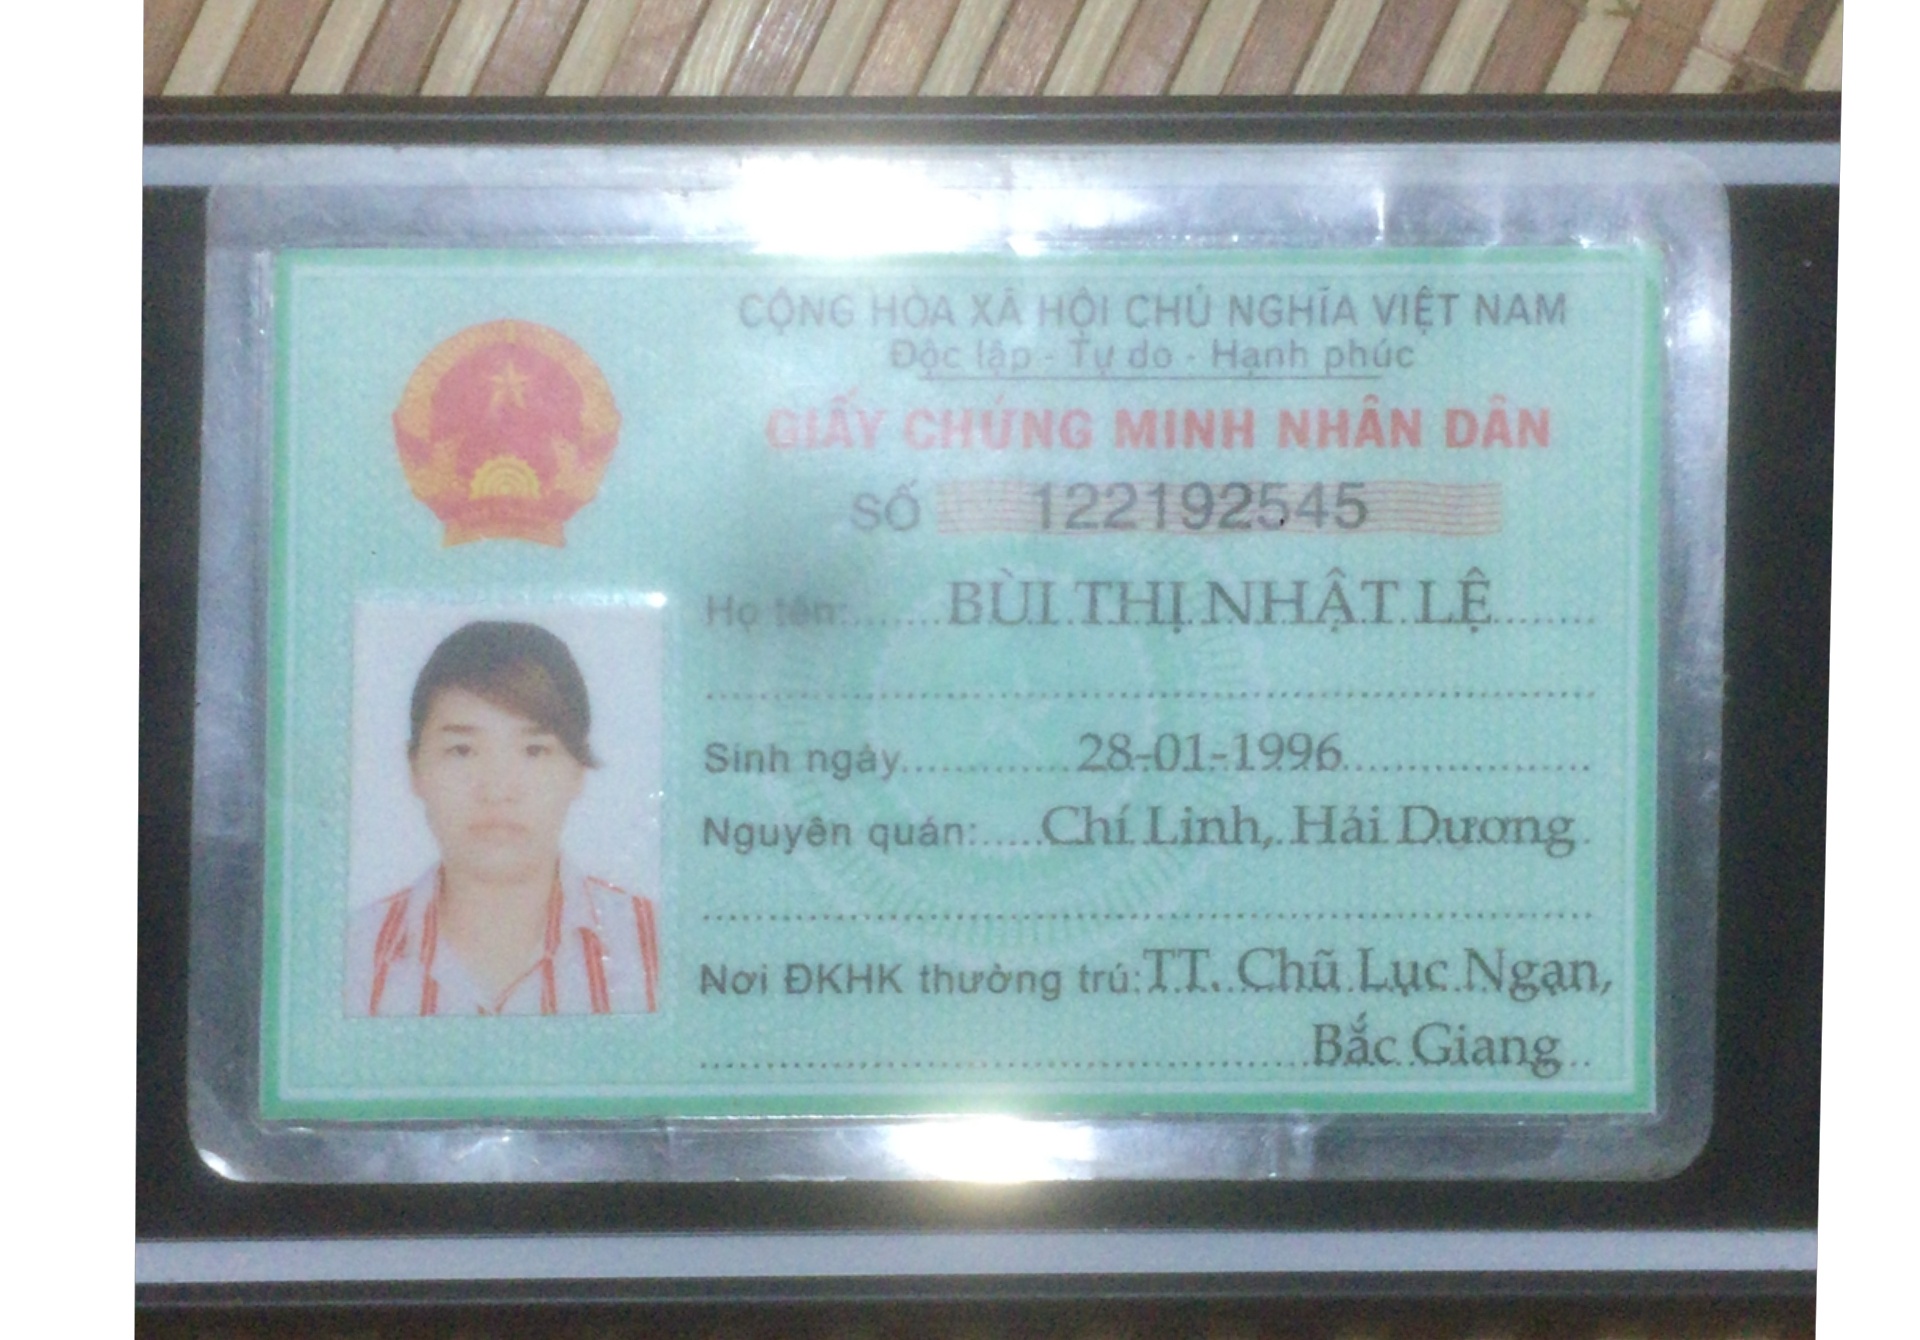 CỘNG HÒA XÃ HỘI CHỦ NGHĨA VIỆT NAM
Độc lập - Tự do - Hạnh phúc
GIẤY CHỨNG MINH NHÂN DÂN
SỐ 122192545
Họ tên: BÙI THỊ NHẬT LỆ
Sinh ngày 28-01-1996
Nguyên quán: Chí Linh, Hải Dương
Nơi ĐKHK thường trú: TT. Chũ Lục Ngạn,
Bắc Giang